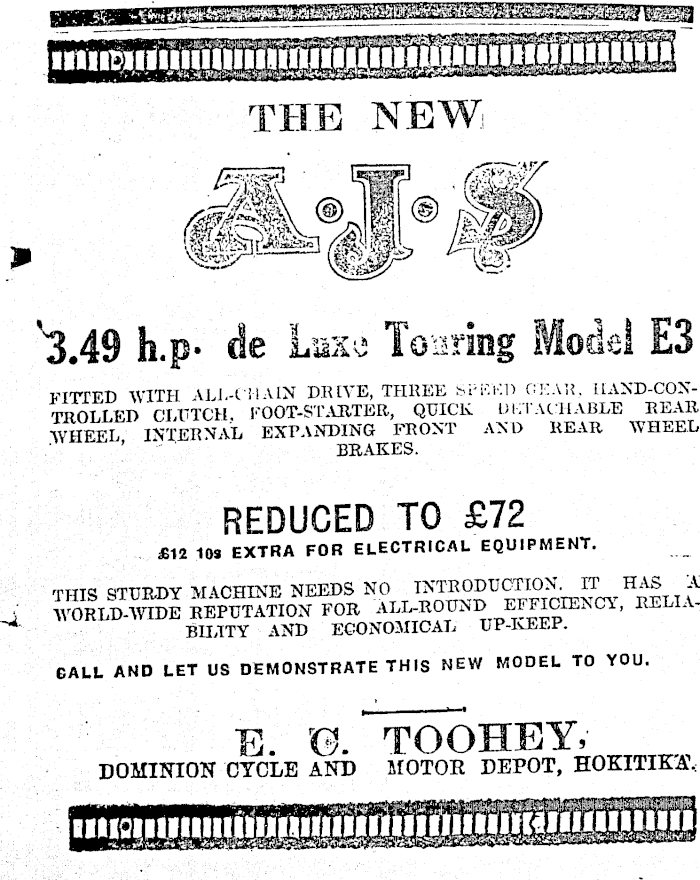 THE NEW
A.J.S
3.49 h.p. de Luxe Touring Model E3
FITTED WITH ALL-CHAIN DRIVE, THREE SPEED GEAR, HAND-CON-
TROLLED CLUTCH, FOOT-STARTER, QUICK DETACHABLE REAR
WHEEL, INTERNAL EXPANDING FRONT AND REAR WHEEL
BRAKES.
REDUCED TO £72
£12 10s EXTRA FOR ELECTRICAL EQUIPMENT.
THIS STURDY MACHINE NEEDS NO INTRODUCTION. IT HAS A
WORLD-WIDE REPUTATION FOR ALL-ROUND EFFICIENCY, RELIA-
BILITY AND ECONOMICAL UP-KEEP.
CALL AND LET US DEMONSTRATE THIS NEW MODEL TO YOU.
E. C. TOOHEY,
DOMINION CYCLE AND MOTOR DEPOT, HOKITIKA.